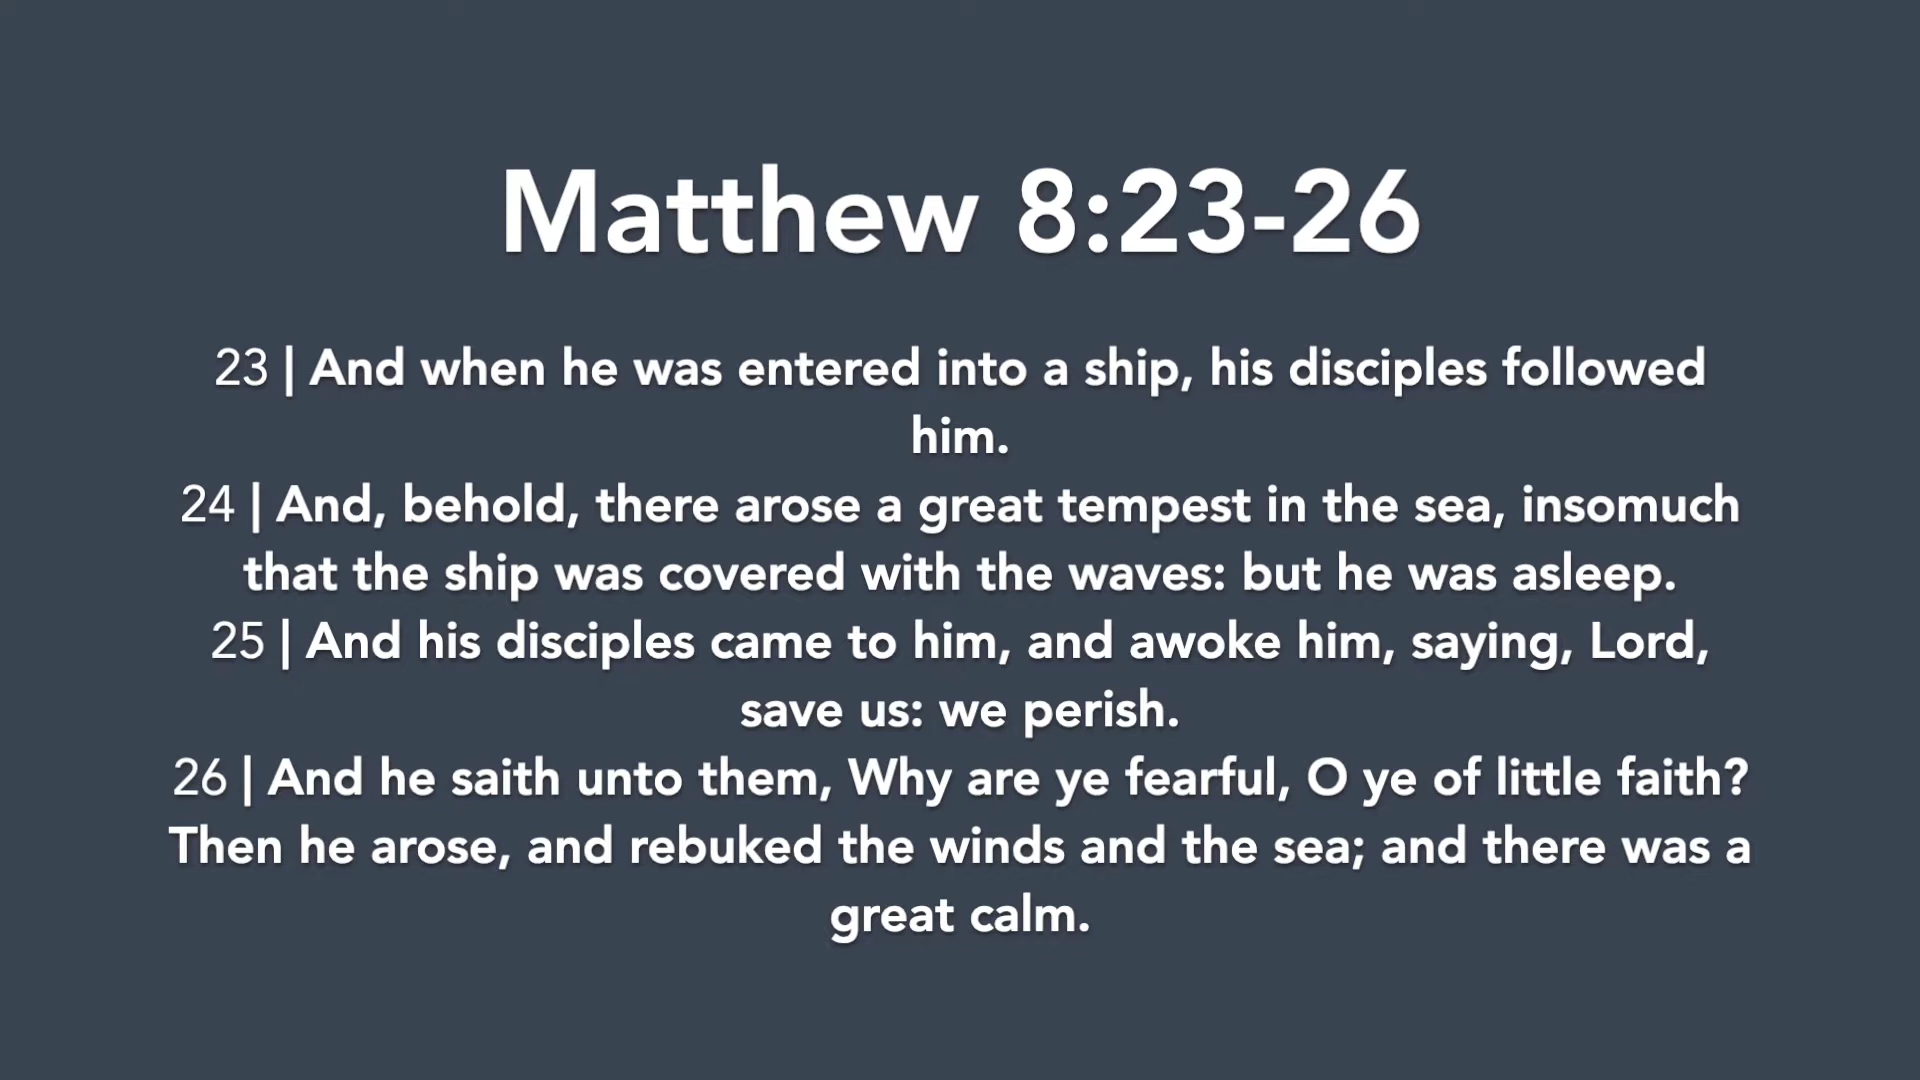 Matthew 8:23-26
23 | And when he was entered into a ship, his disciples followed
him.
24 | And, behold, there arose a great tempest in the sea, insomuch
that the ship was covered with the waves: but he was asleep.
25 | And his disciples came to him, and awoke him, saying, Lord,
save us: we perish.
26 | And he saith unto them, Why are ye fearful, O ye of little faith?
Then he arose, and rebuked the winds and the sea; and there was a
great calm.